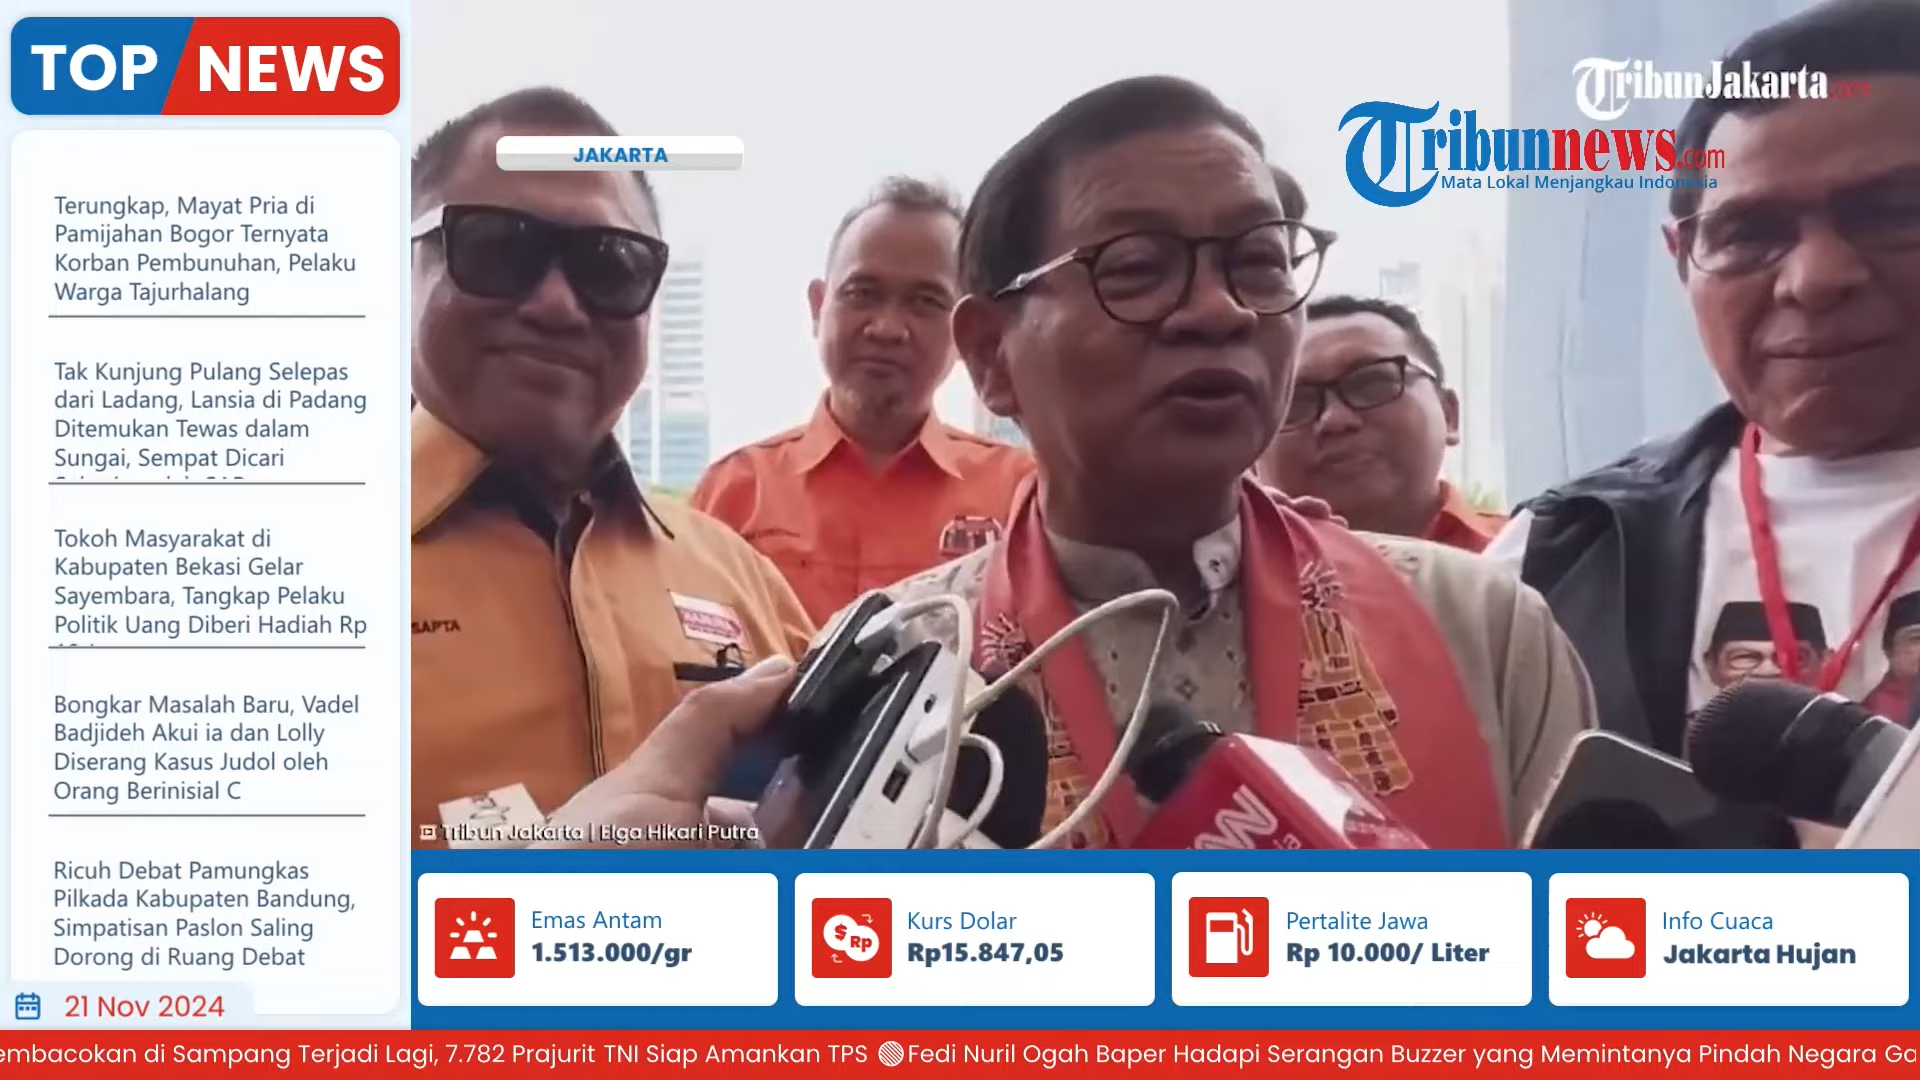 TOP NEWS
Terungkap, Mayat Pria di
Pamijahan Bogor Ternyata
Korban Pembunuhan, Pelaku
Warga Tajurhalang
Tak Kunjung Pulang Selepas
dari Ladang, Lansia di Padang
Ditemukan Tewas dalam
Sungai, Sempat Dicari
Tokoh Masyarakat di
Kabupaten Bekasi Gelar
Sayembara, Tangkap Pelaku
Politik Uang Diberi Hadiah Rp
Bongkar Masalah Baru, Vadel
Badjideh Akui ia dan Lolly
Diserang Kasus Judol oleh
Orang Berinisial C
Ricuh Debat Pamungkas
Pilkada Kabupaten Bandung,
Simpatisan Paslon Saling
Dorong di Ruang Debat
21 Nov 2024
JAKARTA
TribunJakarta.com
Tribunnews.com
Mata Lokal Menjangkau Indonesia
SAPTA
Tribun Jakarta | Elga Hikari Putra
Emas Antam
1.513.000/gr
Kurs Dolar
Rp15.847,05
Pertalite Jawa
Rp 10.000/ Liter
Info Cuaca
Jakarta Hujan
embacokan di Sampang Terjadi Lagi, 7.782 Prajurit TNI Siap Amankan TPS Fedi Nuril Ogah Baper Hadapi Serangan Buzzer yang Memintanya Pindah Negara Ga